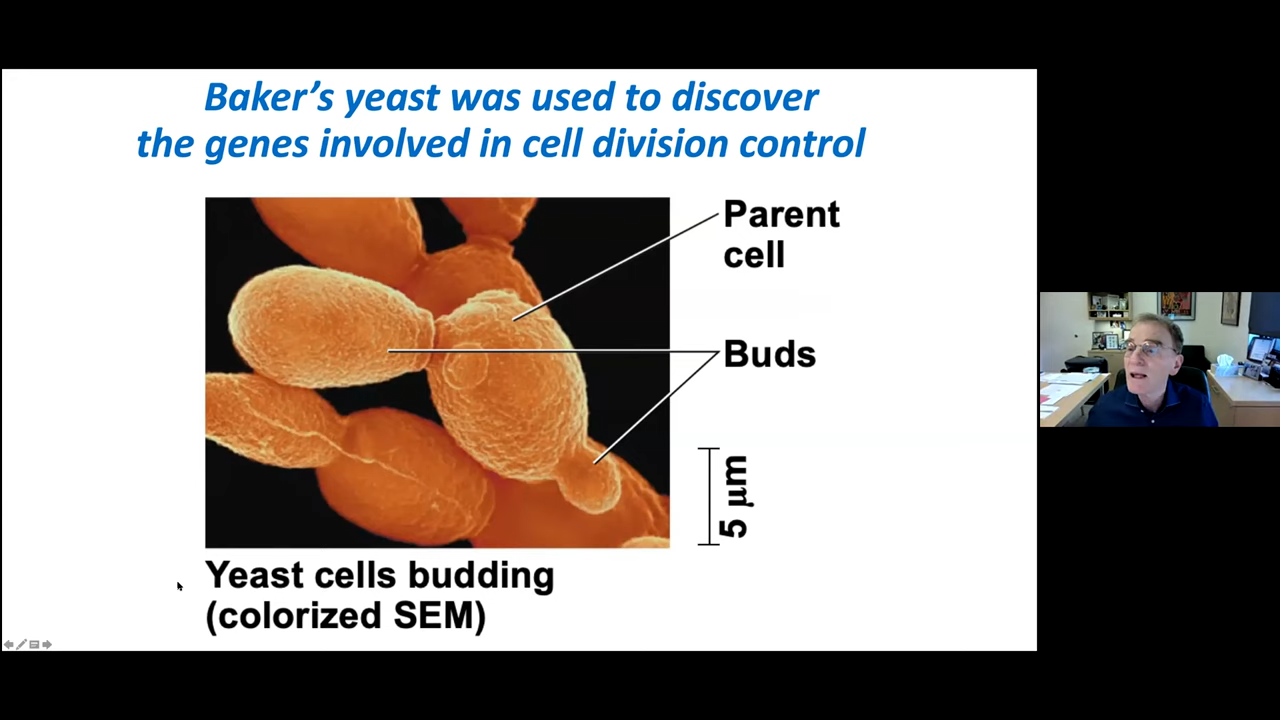 Baker's yeast was used to discover
the genes involved in cell division control
Parent
cell
Buds
5 μm
Yeast cells budding
(colorized SEM)